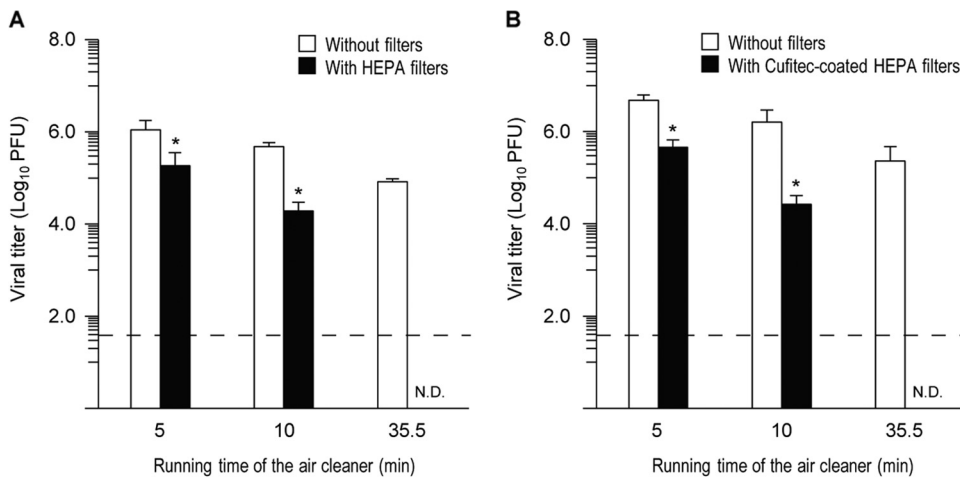 A
Viral titer (Log10 PFU)
8.0
6.0
4.0
2.0
Without filters
With HEPA filters
*
*
N.D.
5 10 35.5
Running time of the air cleaner (min)
B
Viral titer (Log10 PFU)
8.0
6.0
4.0
2.0
Without filters
With Cufitec-coated HEPA filters
*
*
N.D.
5 10 35.5
Running time of the air cleaner (min)